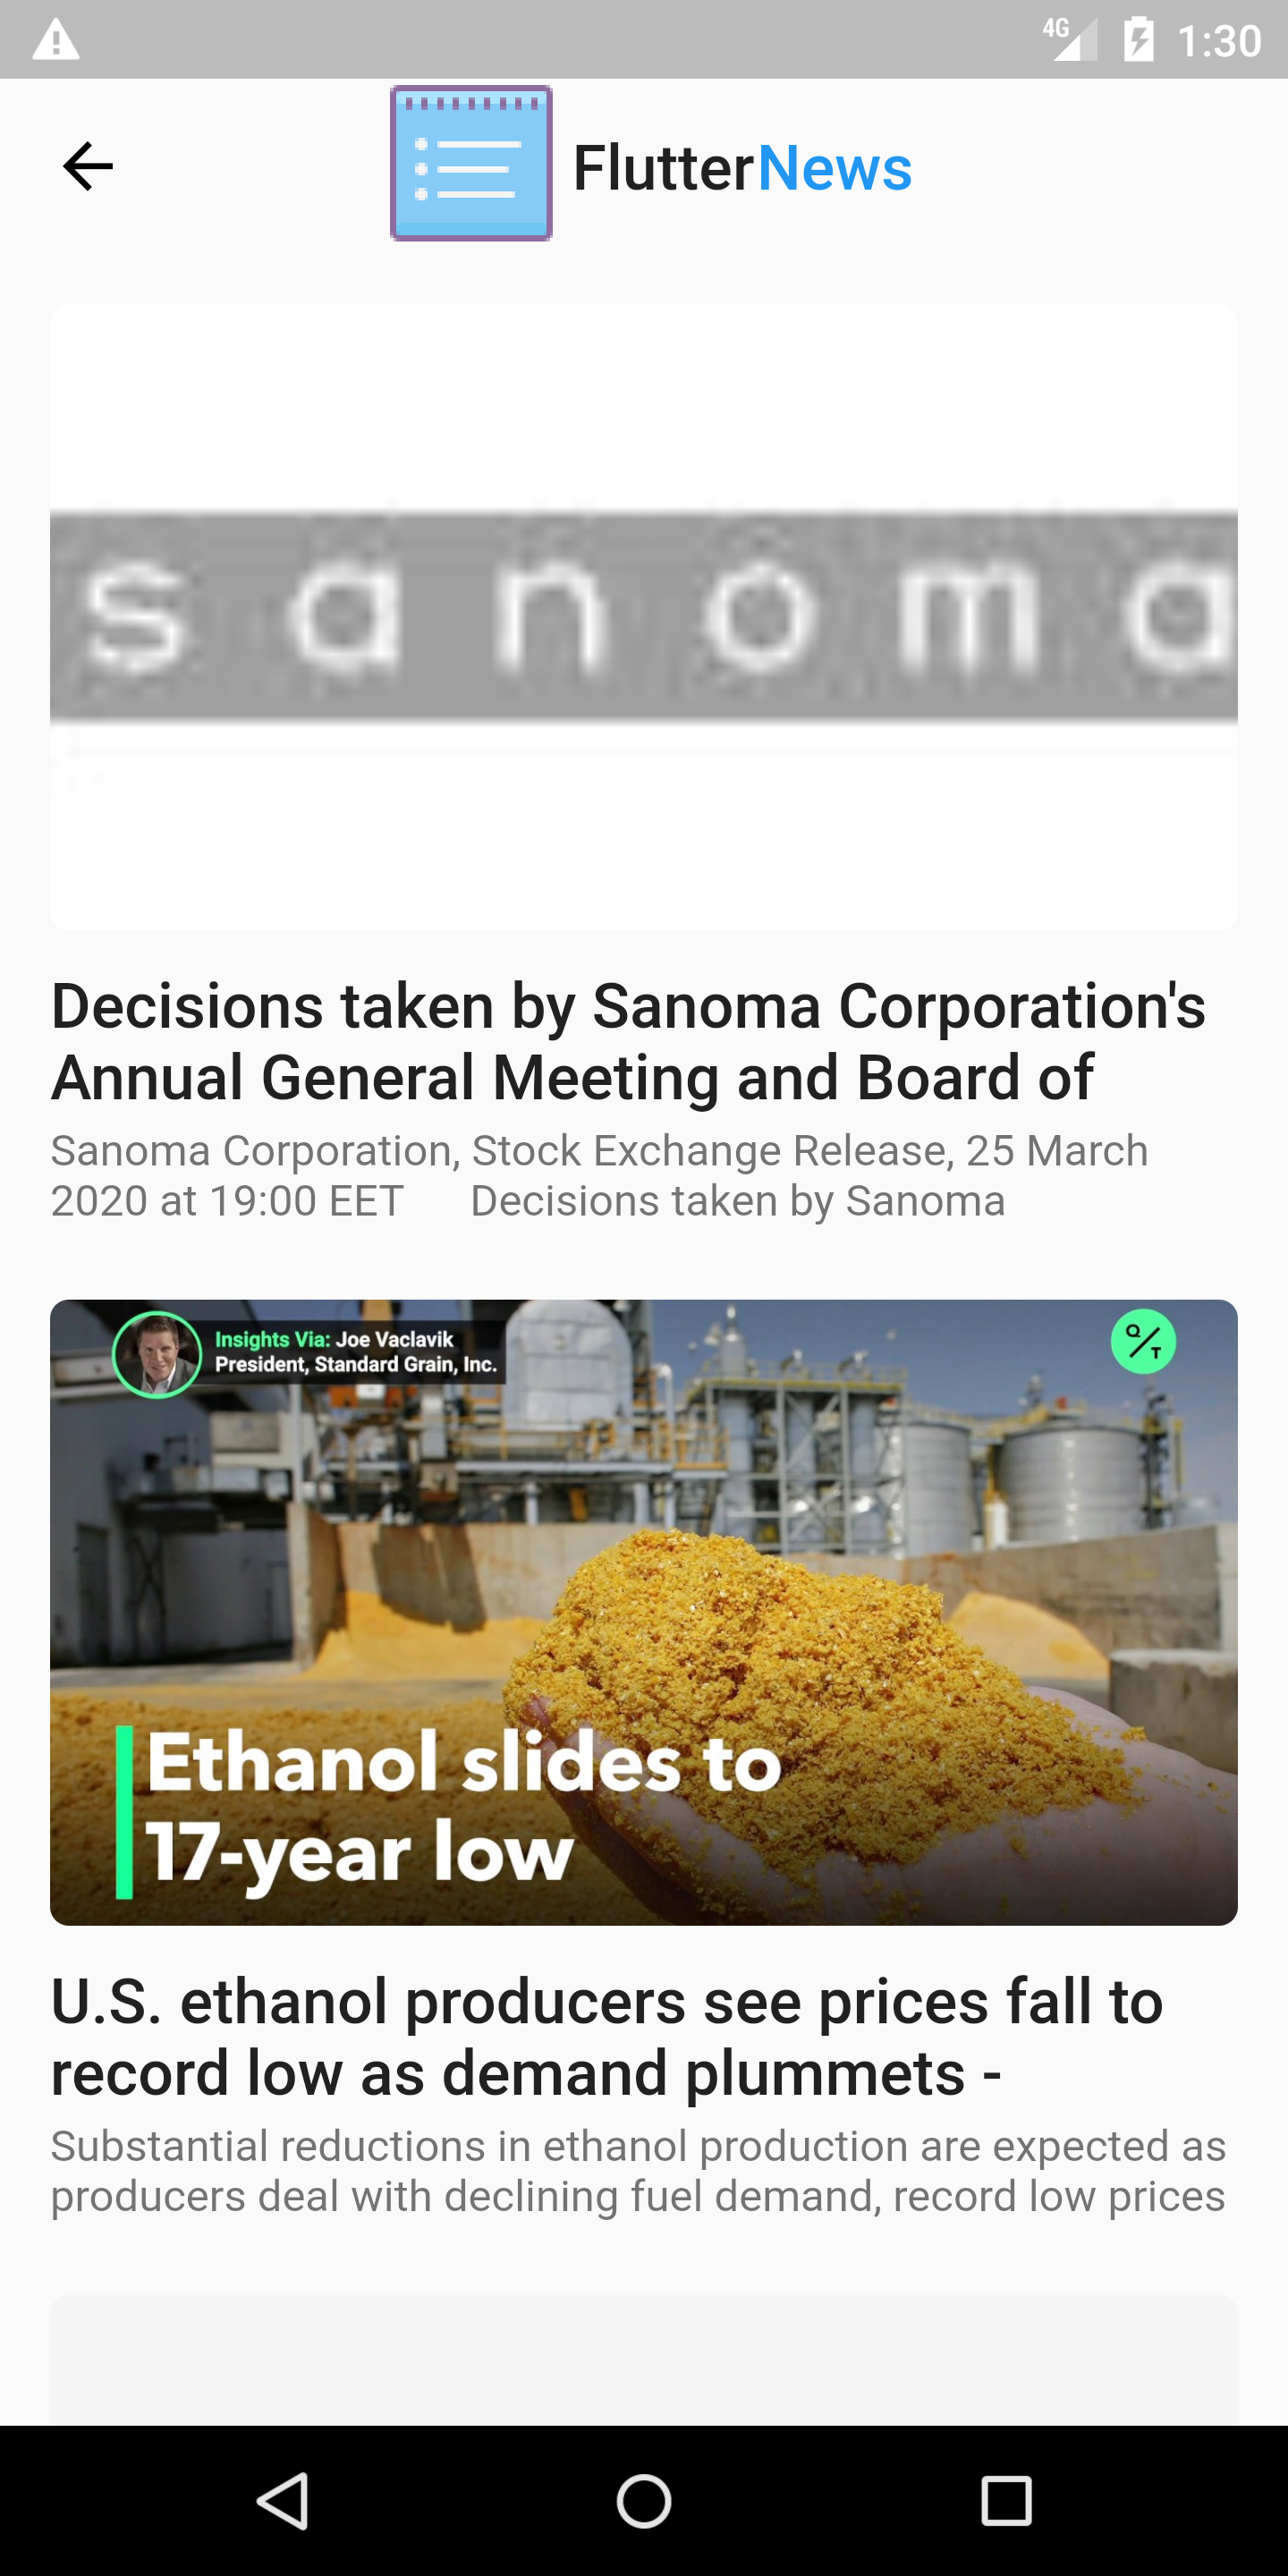 4G 1:30
FlutterNews
sanoma
Decisions taken by Sanoma Corporation's
Annual General Meeting and Board of
Sanoma Corporation, Stock Exchange Release, 25 March
2020 at 19:00 EET Decisions taken by Sanoma
Insights Via: Joe Vaclavik
President, Standard Grain, Inc.
Q/T
Ethanol slides to
17-year low
U.S. ethanol producers see prices fall to
record low as demand plummets -
Substantial reductions in ethanol production are expected as
producers deal with declining fuel demand, record low prices